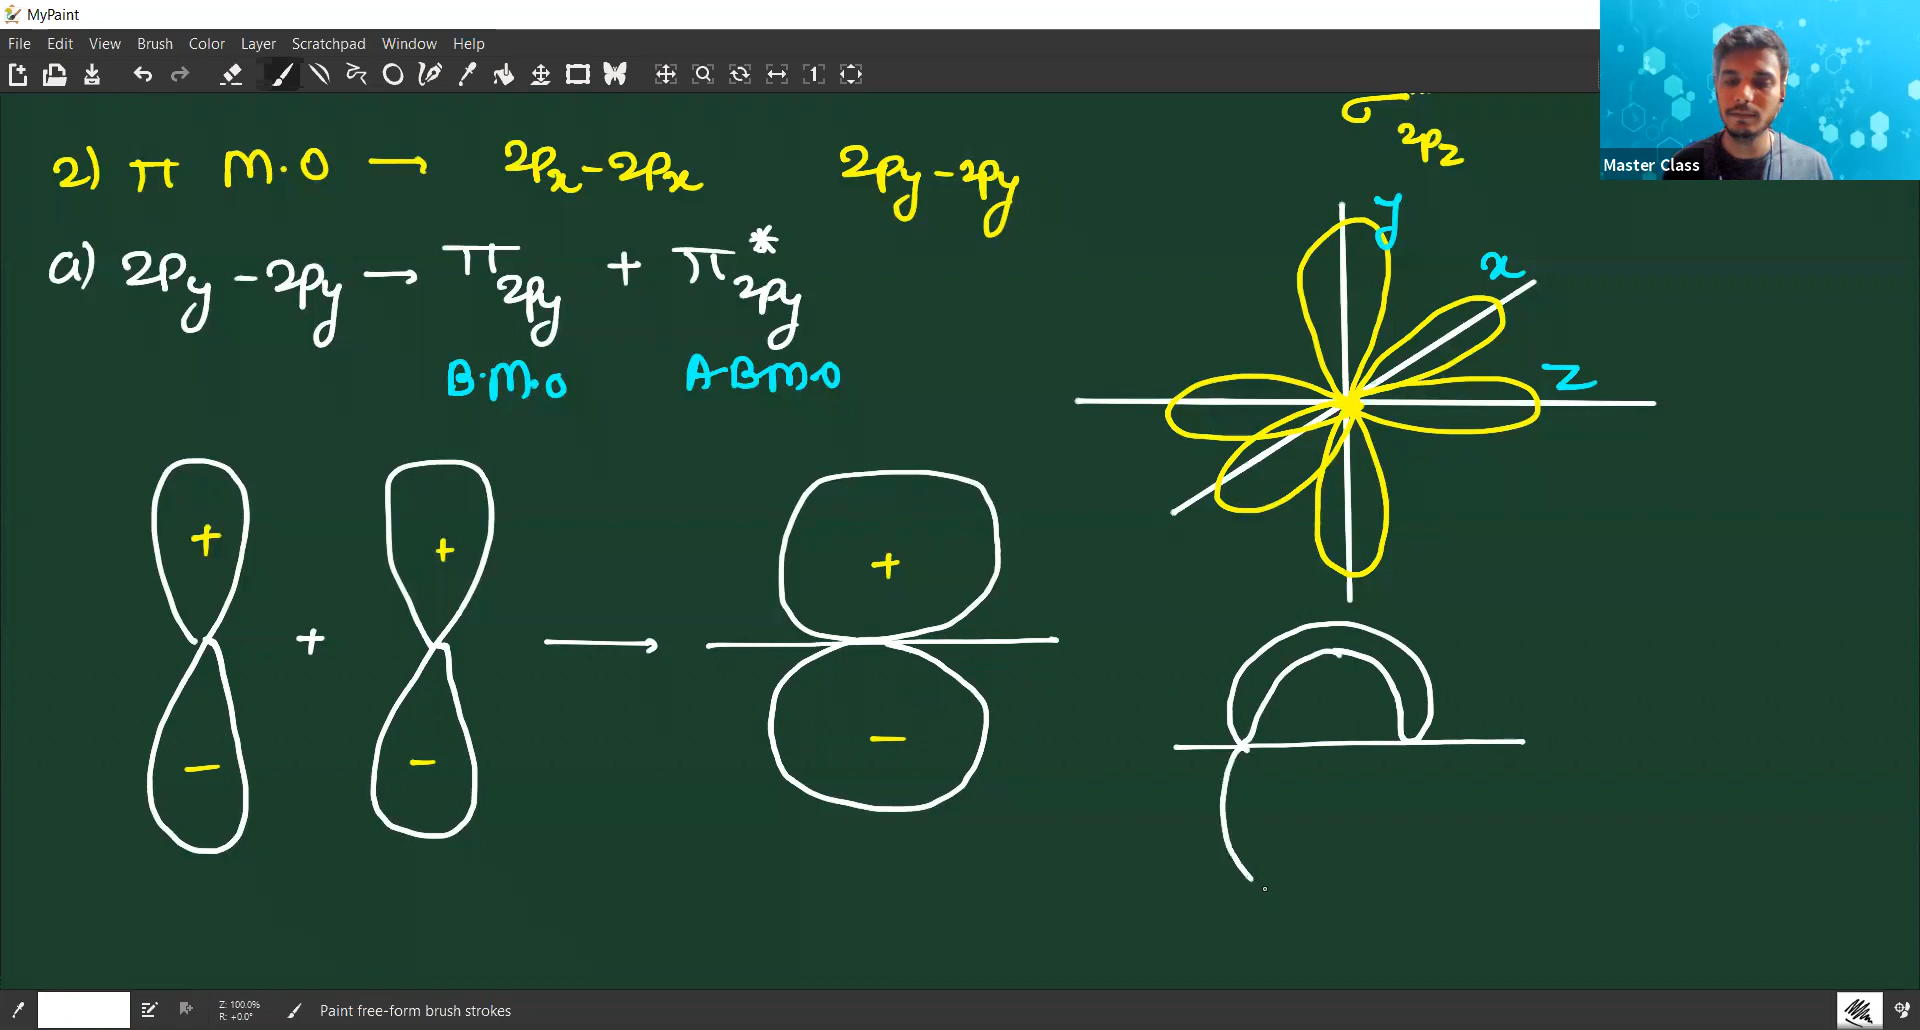 MyPaint
File Edit View Brush Color Layer Scratchpad Window Help
1
Master Class
σ 2pz
2) π M.O → 2px-2px 2py-2py
a) 2py-2py → π2py + π*2py
B.M.O A.B.M.O
y
x
z
+ + +
+ →
- - -
Z: 100.0%
R: +0.0°
Paint free-form brush strokes